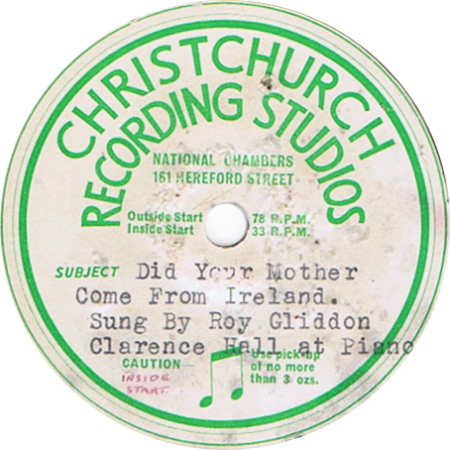 CHRISTCHURCH
RECORDING STUDIOS
NATIONAL CHAMBERS
161 HEREFORD STREET
Outside Start 78 R.P.M.
Inside Start 33 R.P.M.
SUBJECT Did Your Mother
Come From Ireland.
Sung By Roy Gliddon
Clarence Hall at Piano
CAUTION Use pick-up
of no more
than 3 ozs.
INSIDE
START.